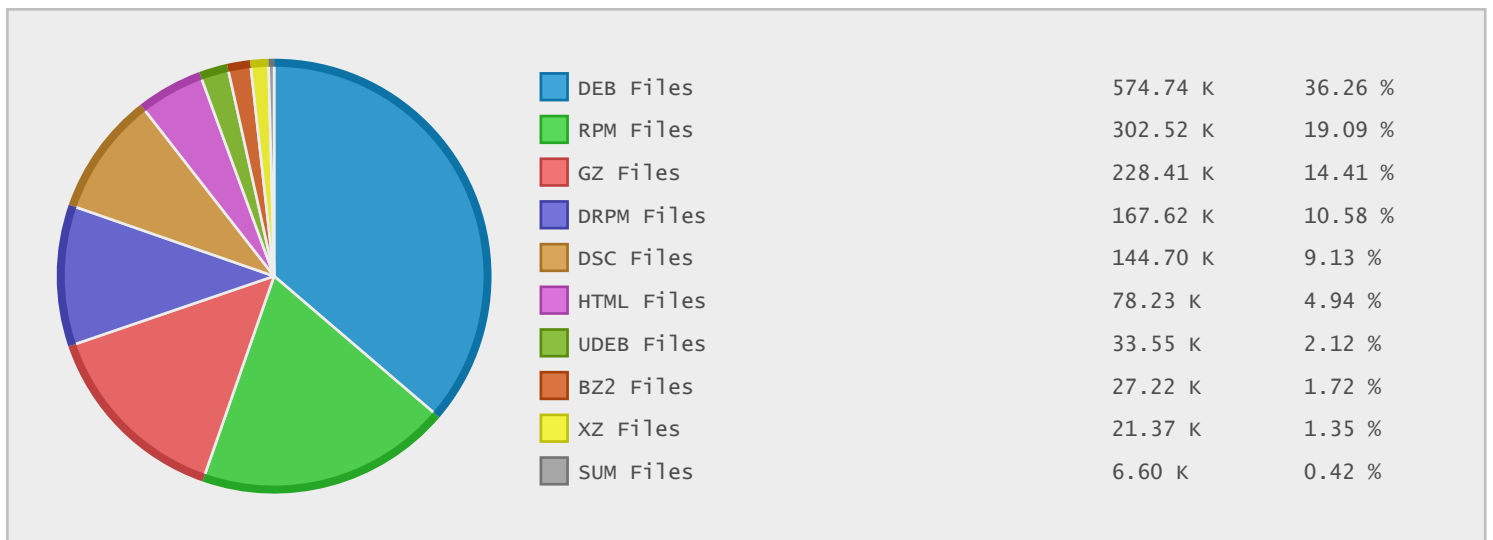 DEB Files 574.74 K 36.26 %
RPM Files 302.52 K 19.09 %
GZ Files 228.41 K 14.41 %
DRPM Files 167.62 K 10.58 %
DSC Files 144.70 K 9.13 %
HTML Files 78.23 K 4.94 %
UDEB Files 33.55 K 2.12 %
BZ2 Files 27.22 K 1.72 %
XZ Files 21.37 K 1.35 %
SUM Files 6.60 K 0.42 %